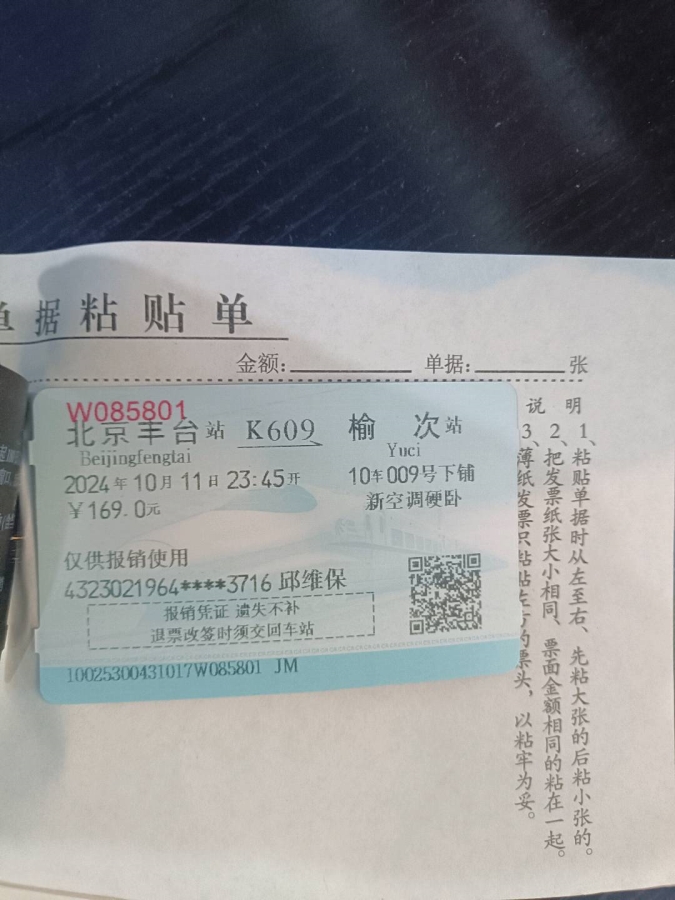 单据粘贴单
金额: 单据: 张
W085801
北京丰台站 K609 榆次站
Beijingfengtai Yuci
2024年10月11日 23:45开 10车009号下铺
￥169.0元 新空调硬卧
仅供报销使用
4323021964****3716 邱维保
报销凭证 遗失不补
退票改签时须交回车站
10025300431017W085801 JM
说 明
1、粘贴单据时从左至右、先粘大张的后粘小张的。
2、把发票纸张大小相同、票面金额相同的粘在一起。
3、薄纸发票只粘 的票头，以粘牢为妥。